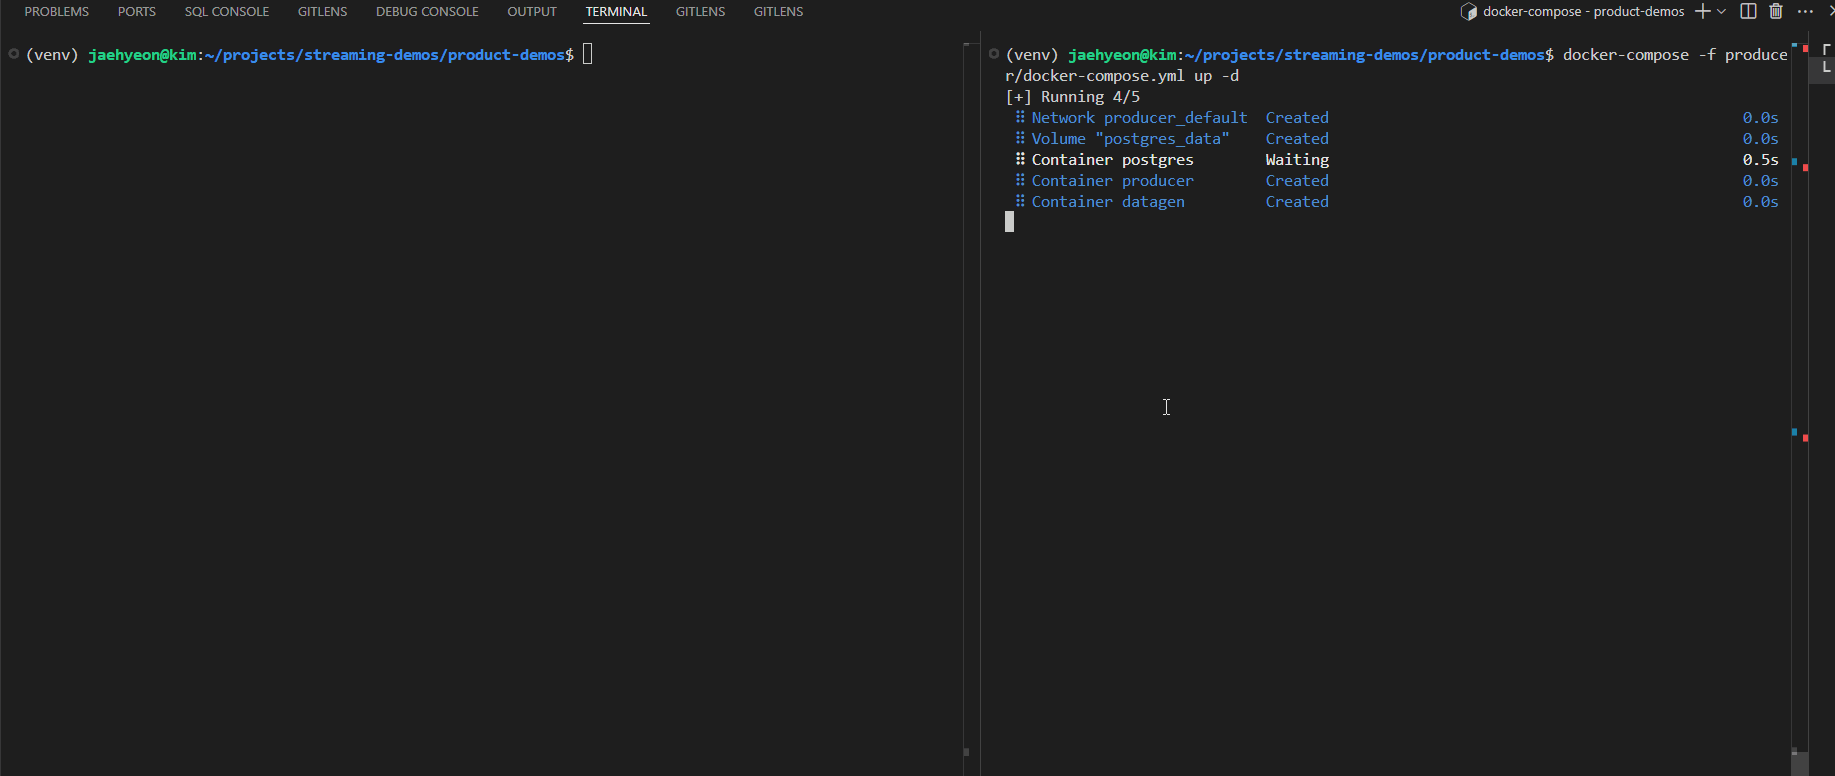 PROBLEMS PORTS SQL CONSOLE GITLENS DEBUG CONSOLE OUTPUT TERMINAL GITLENS GITLENS docker-compose - product-demos
(venv) jaehyeon@kim:~/projects/streaming-demos/product-demos$
(venv) jaehyeon@kim:~/projects/streaming-demos/product-demos$ docker-compose -f produce
r/docker-compose.yml up -d
[+] Running 4/5
Network producer_default Created 0.0s
Volume "postgres_data" Created 0.0s
Container postgres Waiting 0.5s
Container producer Created 0.0s
Container datagen Created 0.0s